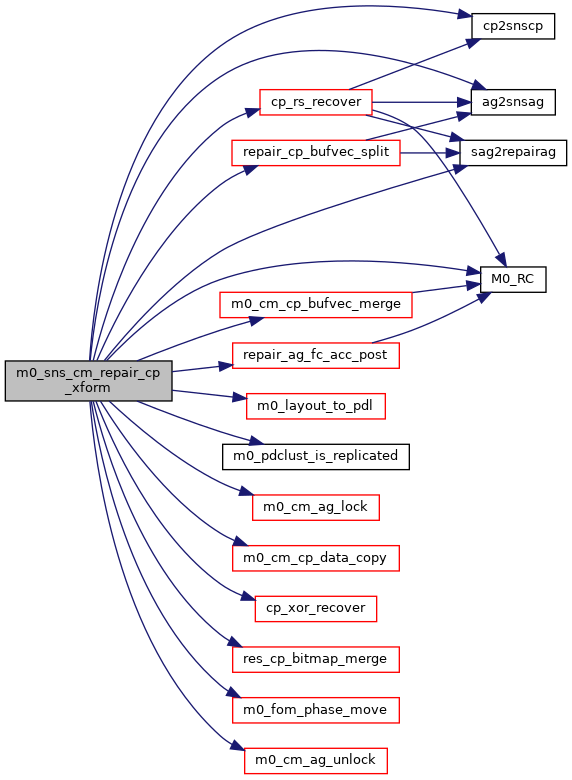 cp2snscp
ag2snsag
cp_rs_recover
repair_cp_bufvec_split
sag2repairag
M0_RC
m0_cm_cp_bufvec_merge
repair_ag_fc_acc_post
m0_sns_cm_repair_cp
_xform
m0_layout_to_pdl
m0_pdclust_is_replicated
m0_cm_ag_lock
m0_cm_cp_data_copy
cp_xor_recover
res_cp_bitmap_merge
m0_fom_phase_move
m0_cm_ag_unlock